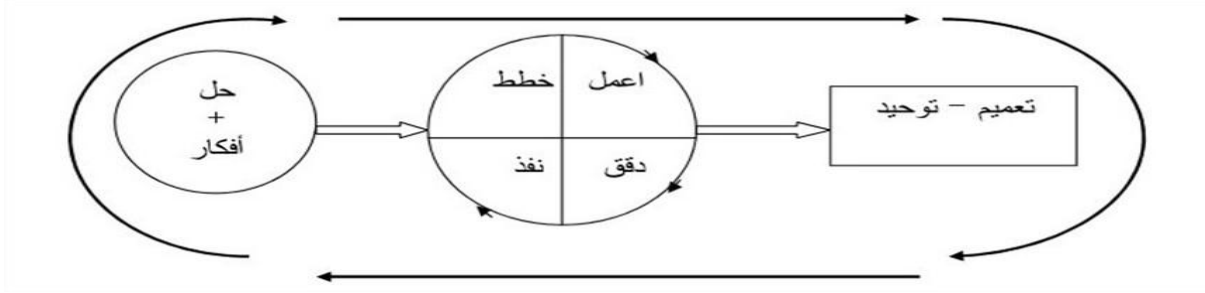 حل
+
أفكار
خطط
اعمل
نفذ
دقق
تعميم – توحيد